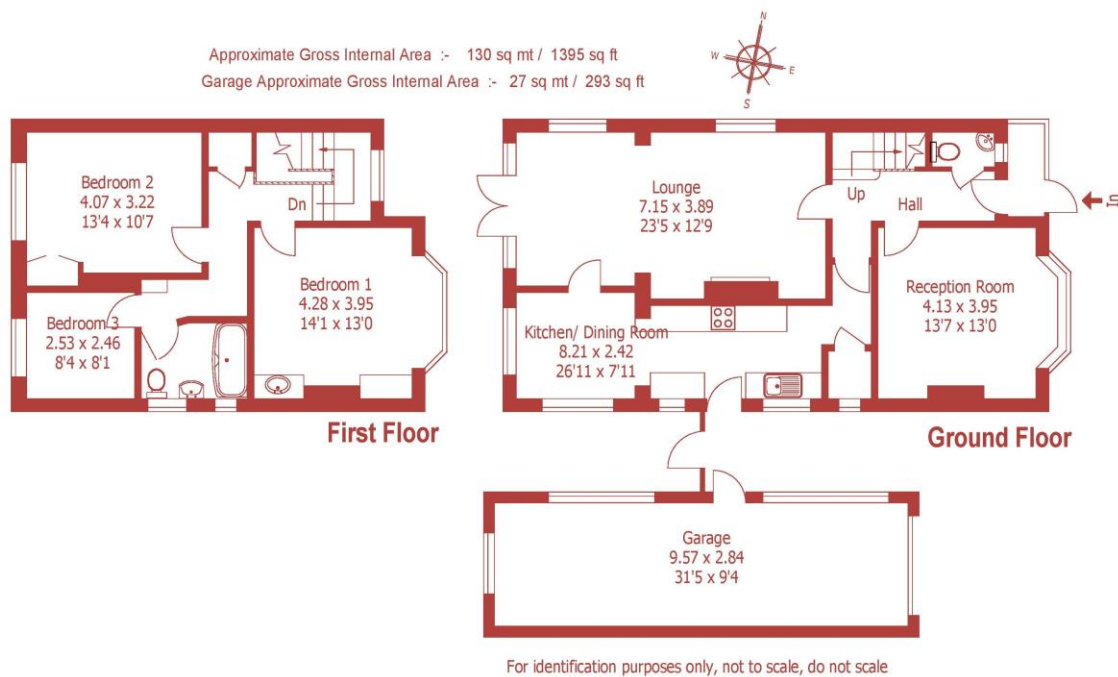 Approximate Gross Internal Area :- 130 sq mt / 1395 sq ft
Garage Approximate Gross Internal Area :- 27 sq mt / 293 sq ft
N
W
E
S
Bedroom 2
4.07 x 3.22
13'4 x 10'7
Dn
Bedroom 1
4.28 x 3.95
14'1 x 13'0
Bedroom 3
2.53 x 2.46
8'4 x 8'1
First Floor
Lounge
7.15 x 3.89
23'5 x 12'9
Up
Hall
In
Kitchen/ Dining Room
8.21 x 2.42
26'11 x 7'11
Reception Room
4.13 x 3.95
13'7 x 13'0
Ground Floor
Garage
9.57 x 2.84
31'5 x 9'4
For identification purposes only, not to scale, do not scale